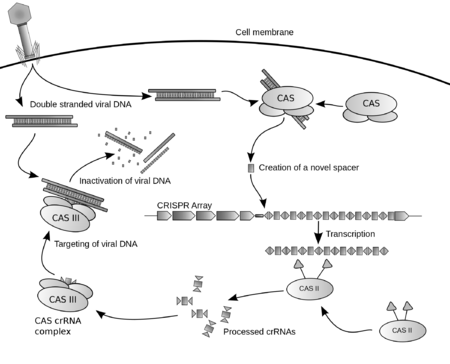 Cell membrane
Double stranded viral DNA
CAS
CAS
Inactivation of viral DNA
Creation of a novel spacer
CAS III
CRISPR Array
Targeting of viral DNA
Transcription
CAS II
CAS III
CAS crRNA
complex
Processed crRNAs
CAS II